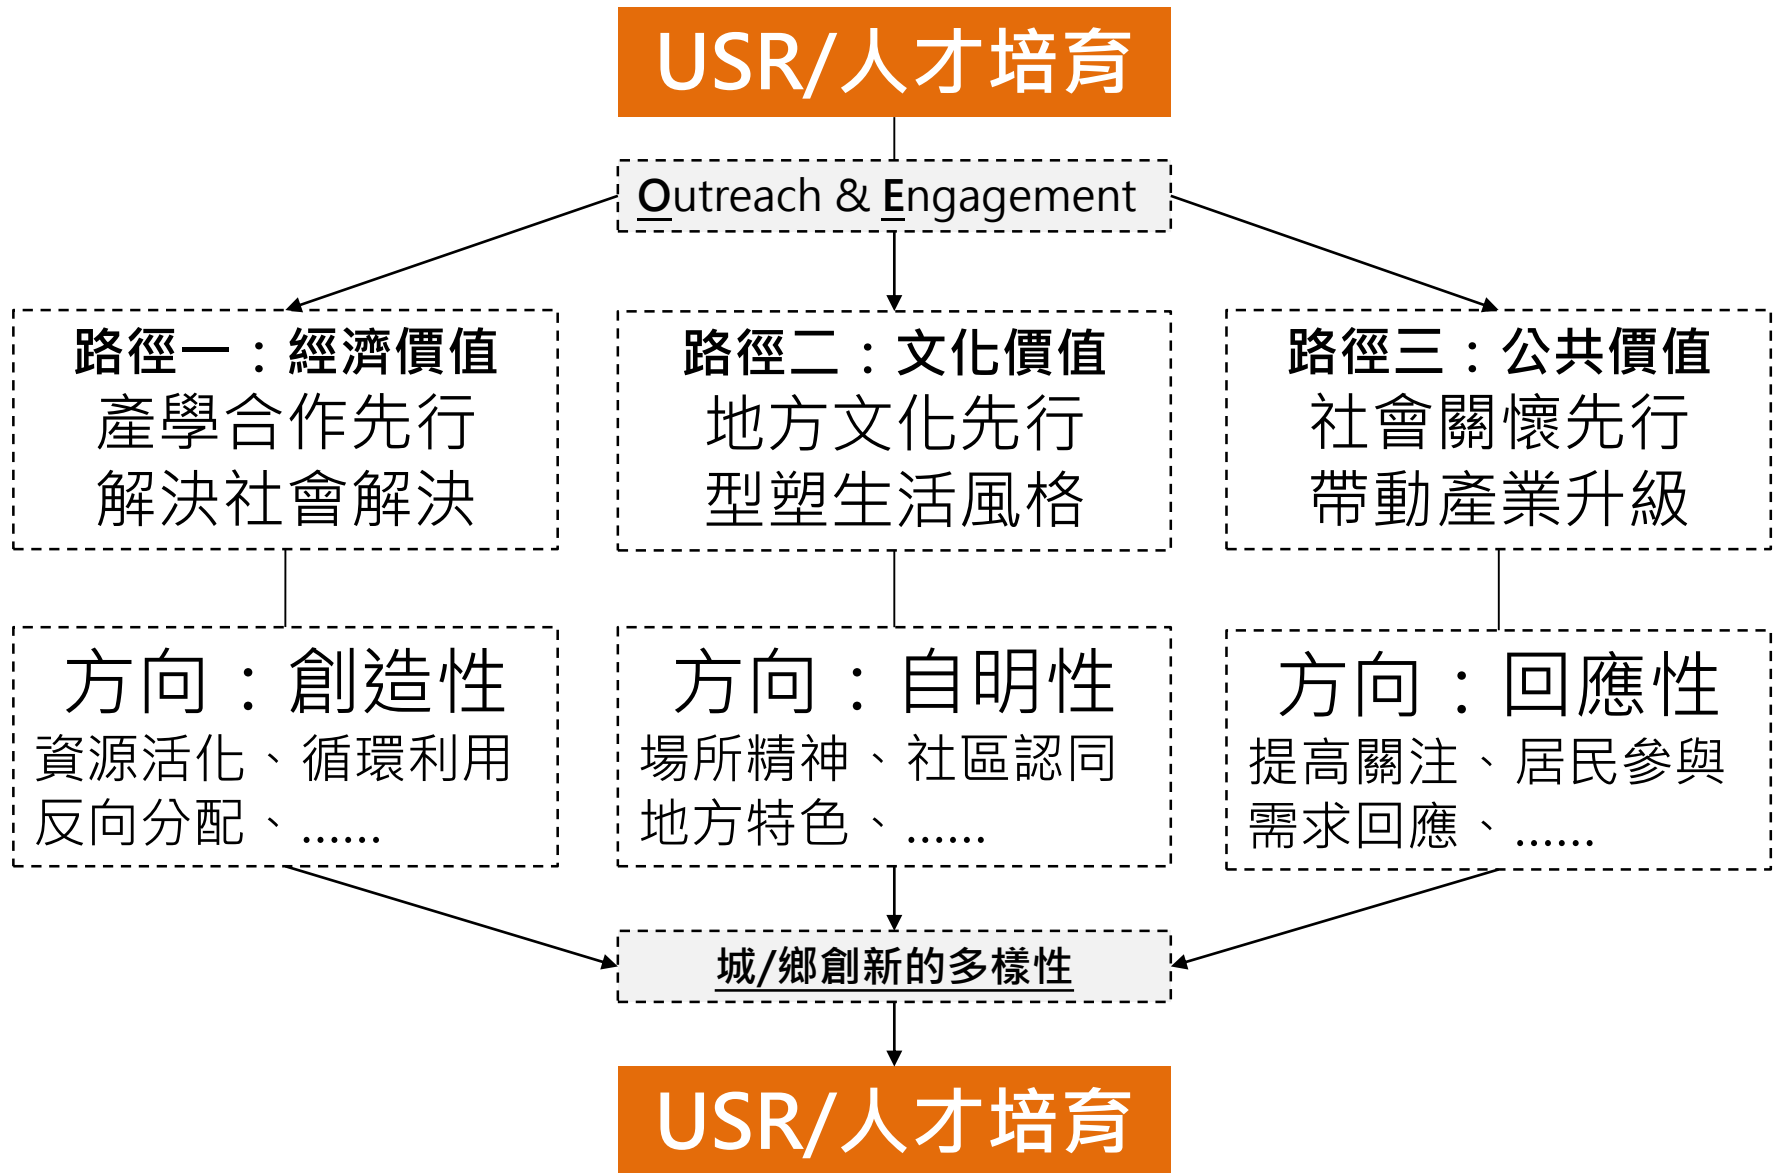 USR/人才培育
Outreach & Engagement
路徑一：經濟價值
產學合作先行
解決社會解決
路徑二：文化價值
地方文化先行
型塑生活風格
路徑三：公共價值
社會關懷先行
帶動產業升級
方向：創造性
資源活化、循環利用
反向分配、......
方向：自明性
場所精神、社區認同
地方特色、......
方向：回應性
提高關注、居民參與
需求回應、......
城/鄉創新的多樣性
USR/人才培育